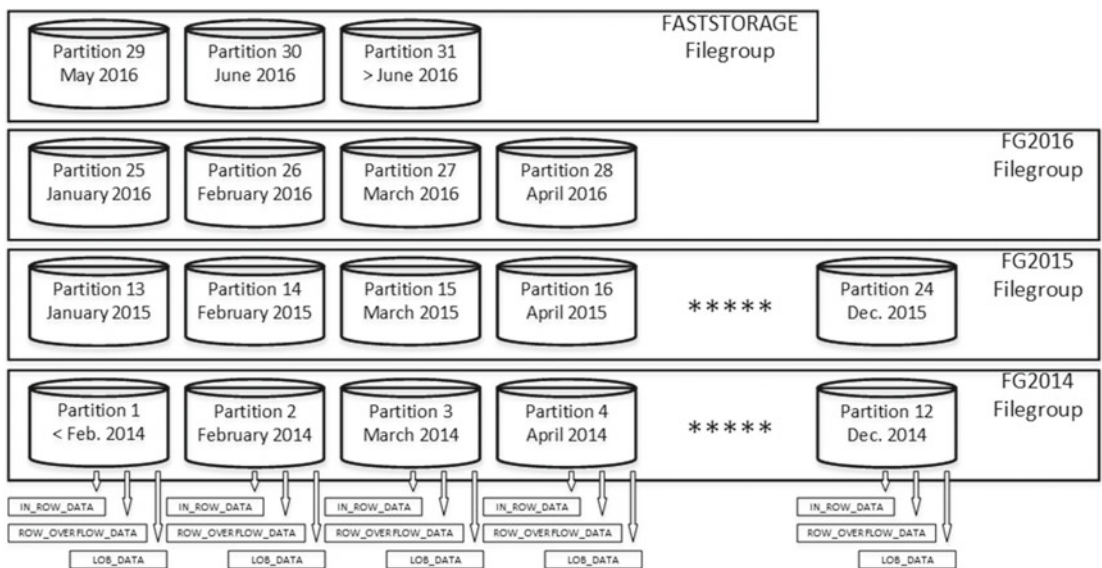 FASTSTORAGE
Filegroup
Partition 29
May 2016
Partition 30
June 2016
Partition 31
> June 2016
FG2016
Filegroup
Partition 25
January 2016
Partition 26
February 2016
Partition 27
March 2016
Partition 28
April 2016
FG2015
Filegroup
Partition 13
January 2015
Partition 14
February 2015
Partition 15
March 2015
Partition 16
April 2015
*****
Partition 24
Dec. 2015
FG2014
Filegroup
Partition 1
< Feb. 2014
Partition 2
February 2014
Partition 3
March 2014
Partition 4
April 2014
*****
Partition 12
Dec. 2014
IN_ROW_DATA
ROW_OVERFLOW_DATA
LOB_DATA
IN_ROW_DATA
ROW_OVERFLOW_DATA
LOB_DATA
IN_ROW_DATA
ROW_OVERFLOW_DATA
LOB_DATA
IN_ROW_DATA
ROW_OVERFLOW_DATA
LOB_DATA
IN_ROW_DATA
ROW_OVERFLOW_DATA
LOB_DATA